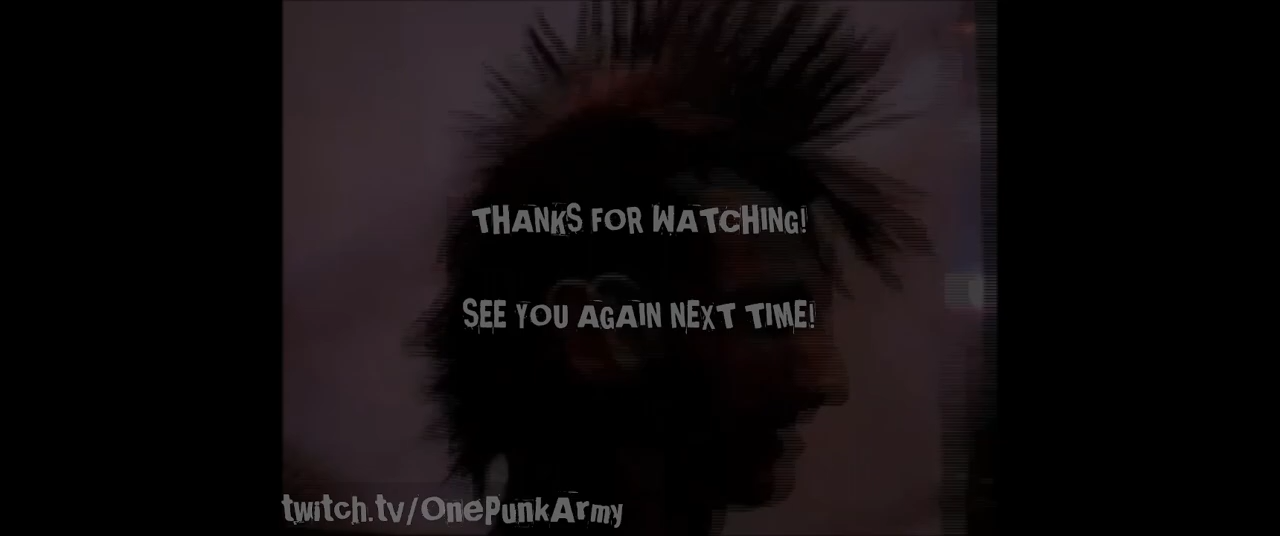 THANKS FOR WATCHING!
SEE YOU AGAIN NEXT TIME!
twitch.tv/OnePunkArmy